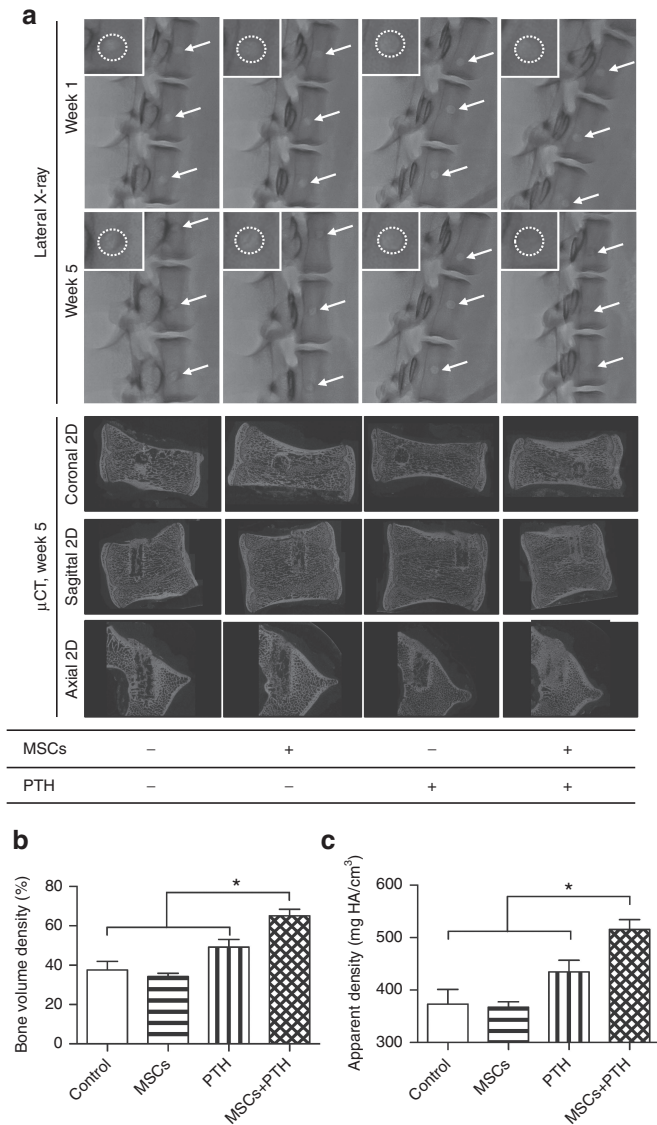 a
Week 1
Lateral X-ray
Week 5
Coronal 2D
Sagittal 2D
µCT, week 5
Axial 2D
MSCs – + – +
PTH – – + +
b
Bone volume density (%)
80
60
40
20
0
*
Control
MSCs
PTH
MSCs+PTH
c
Apparent density (mg HA/cm³)
600
500
400
300
*
Control
MSCs
PTH
MSCs+PTH